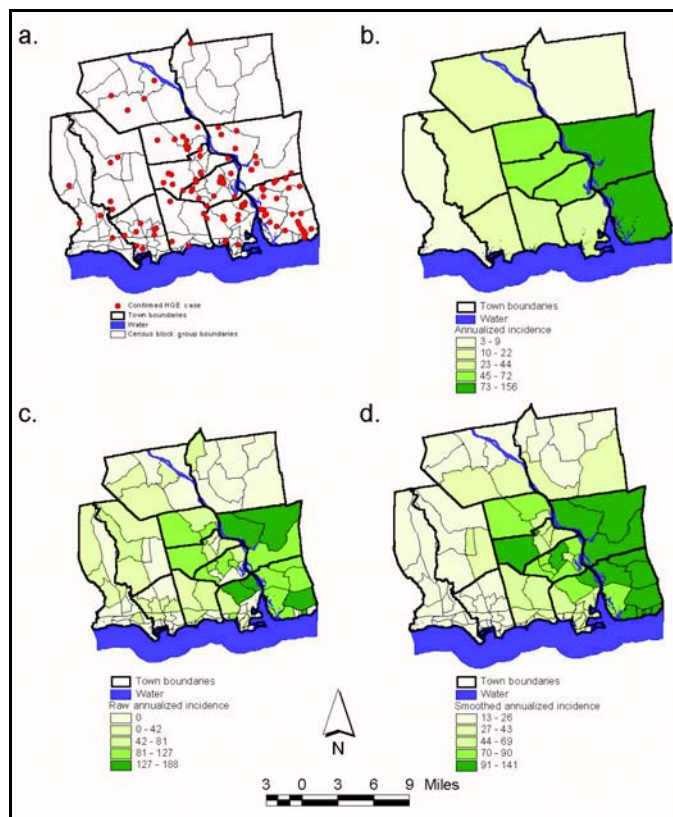 a.
Confirmed HGE case
Town boundaries
Water
Census block group boundaries
b.
Town boundaries
Water
Annualized incidence
3 - 9
10 - 22
23 - 44
45 - 72
73 - 156
c.
Town boundaries
Water
Raw annualized incidence
0
0 - 42
42 - 81
81 - 127
127 - 188
d.
Town boundaries
Water
Smoothed annualized incidence
13 - 26
27 - 43
44 - 69
70 - 90
91 - 141
N
3 0 3 6 9 Miles